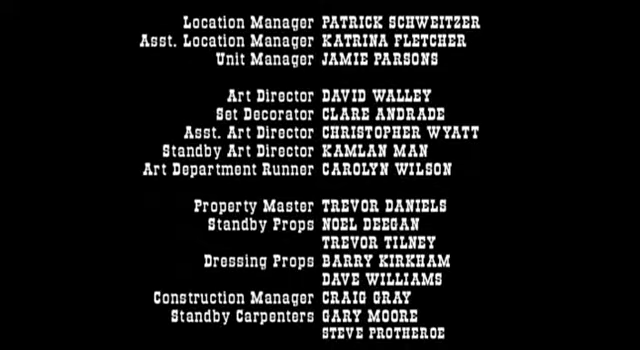 Location Manager PATRICK SCHWEITZER
Asst. Location Manager KATRINA FLETCHER
Unit Manager JAMIE PARSONS
Art Director DAVID WALLEY
Set Decorator CLARE ANDRADE
Asst. Art Director CHRISTOPHER WYATT
Standby Art Director KAMLAN MAN
Art Department Runner CAROLYN WILSON
Property Master TREVOR DANIELS
Standby Props NOEL DEEGAN
TREVOR TILNEY
Dressing Props BARRY KIRKHAM
DAVE WILLIAMS
Construction Manager CRAIG GRAY
Standby Carpenters GARY MOORE
STEVE PROTHEROE